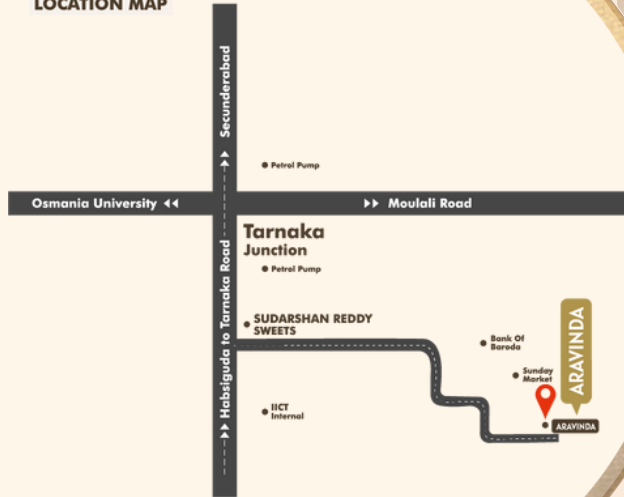 LOCATION MAP
Secunderabad
Petrol Pump
Osmania University
Moulali Road
Tarnaka
Junction
Petrol Pump
Habsiguda to Tarnaka Road
SUDARSHAN REDDY
SWEETS
Bank Of
Baroda
Sunday
Market
ARAVINDA
IICT
Internal
ARAVINDA